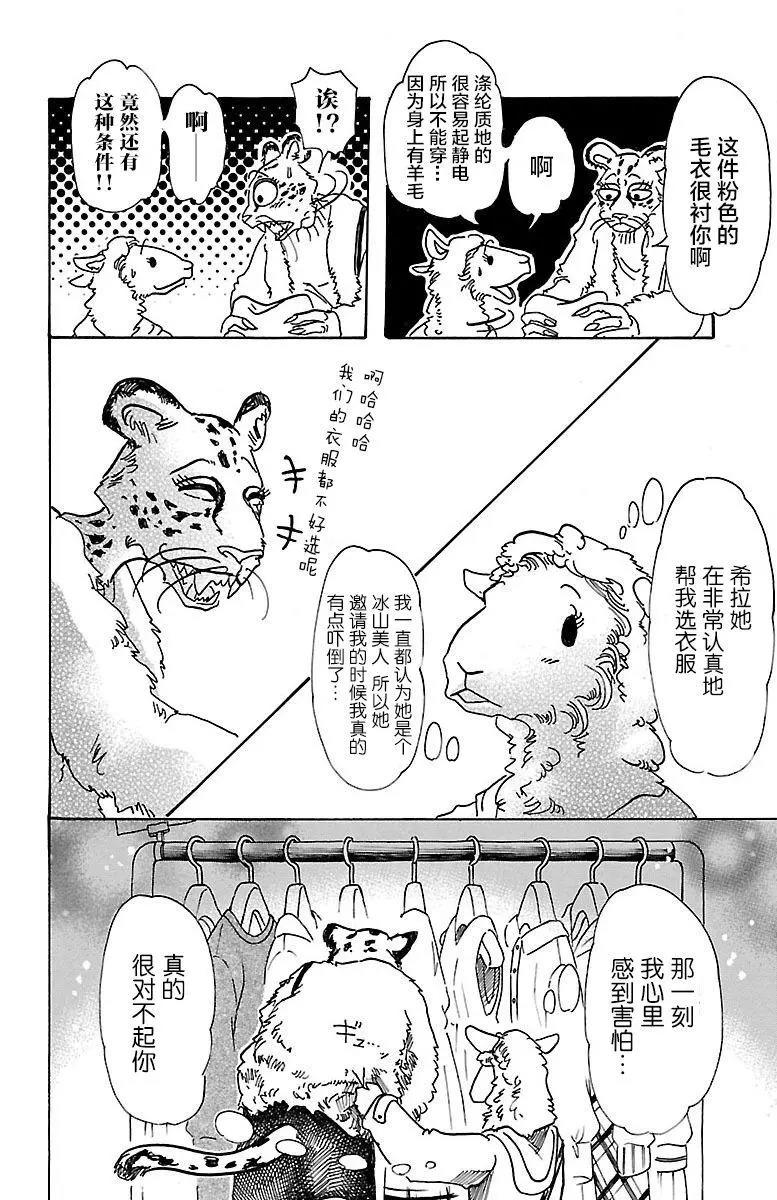 这件粉色的
毛衣很衬你啊
啊
涤纶质地的
很容易起静电
所以不能穿…
因为身上有羊毛
诶!?
啊——
竟然还有
这种条件!!
希拉她
在非常认真地
帮我选衣服
啊哈哈哈
我们的衣服都不好选呢
我一直都认为她是个
冰山美人 所以她
邀请我的时候我真的
有点吓倒了…
那一刻
我心里
感到害怕…
ギュ…
真的
很对不起你